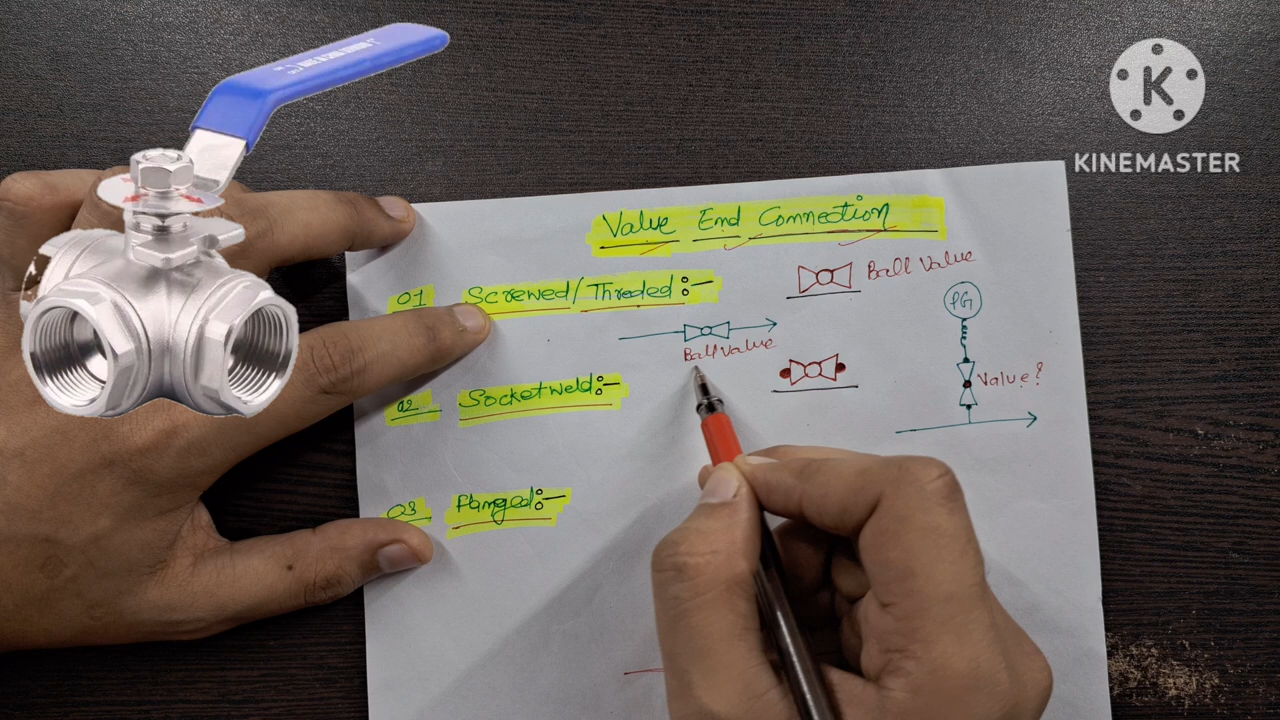 KINEMASTER
Valve End Connection
01 Screwed/Threded:-
Ball Valve
PG
Ball Valve
Valve?
02 Socketweld:-
03 Flanged:-